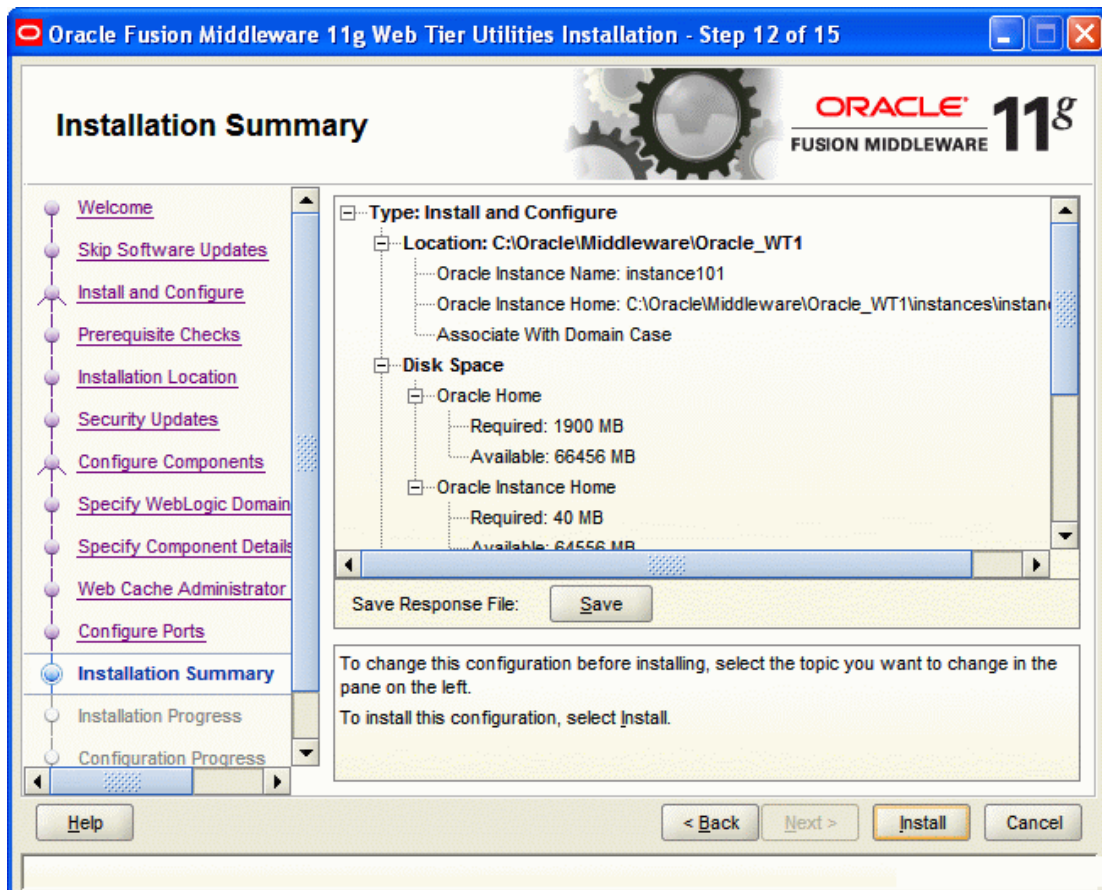 Oracle Fusion Middleware 11g Web Tier Utilities Installation - Step 12 of 15
Installation Summary
ORACLE
FUSION MIDDLEWARE
11g
Welcome
Skip Software Updates
Install and Configure
Prerequisite Checks
Installation Location
Security Updates
Configure Components
Specify WebLogic Domain
Specify Component Details
Web Cache Administrator
Configure Ports
Installation Summary
Installation Progress
Configuration Progress
Type: Install and Configure
Location: C:\Oracle\Middleware\Oracle_WT1
Oracle Instance Name: instance101
Oracle Instance Home: C:\Oracle\Middleware\Oracle_WT1\instances\instan
Associate With Domain Case
Disk Space
Oracle Home
Required: 1900 MB
Available: 66456 MB
Oracle Instance Home
Required: 40 MB
Available: 64556 MB
Save Response File:
Save
To change this configuration before installing, select the topic you want to change in the
pane on the left.
To install this configuration, select Install.
Help
< Back
Next >
Install
Cancel